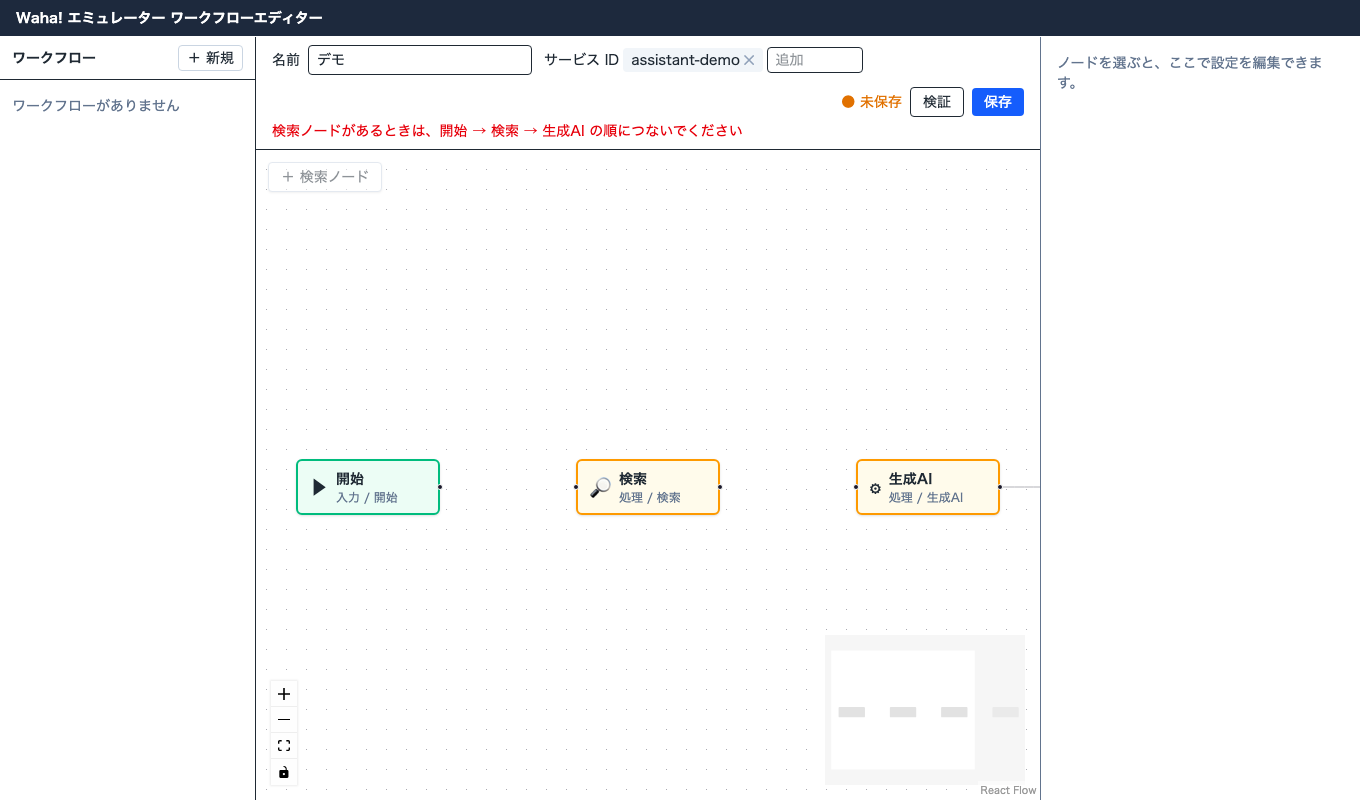 Waha! エミュレーター ワークフローエディター
ワークフロー
＋ 新規
ワークフローがありません
名前
デモ
サービス ID
assistant-demo ×
追加
未保存
検証
保存
検索ノードがあるときは、開始 → 検索 → 生成AI の順につないでください
＋ 検索ノード
開始
入力 / 開始
検索
処理 / 検索
生成AI
処理 / 生成AI
React Flow
ノードを選ぶと、ここで設定を編集できま
す。